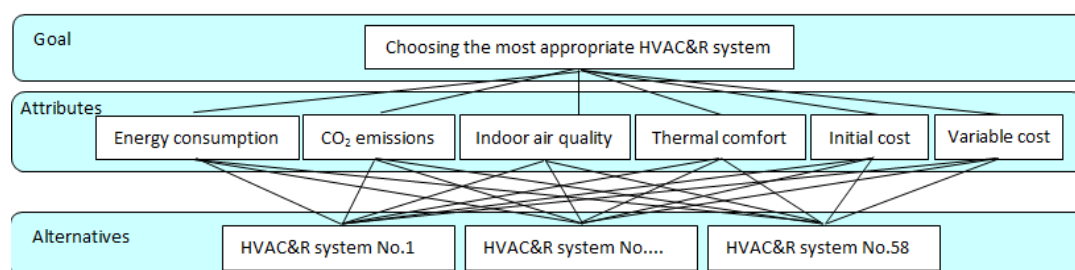 Goal
Choosing the most appropriate HVAC&R system
Attributes
Energy consumption
CO₂ emissions
Indoor air quality
Thermal comfort
Initial cost
Variable cost
Alternatives
HVAC&R system No.1
HVAC&R system No....
HVAC&R system No.58